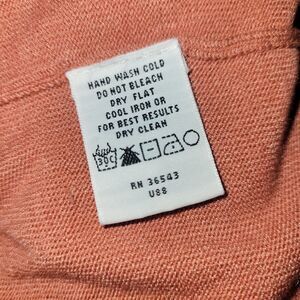 HAND WASH COLD
DO NOT BLEACH
DRY FLAT
COOL IRON OR
FOR BEST RESULTS
DRY CLEAN
30C
RN 36543
U88